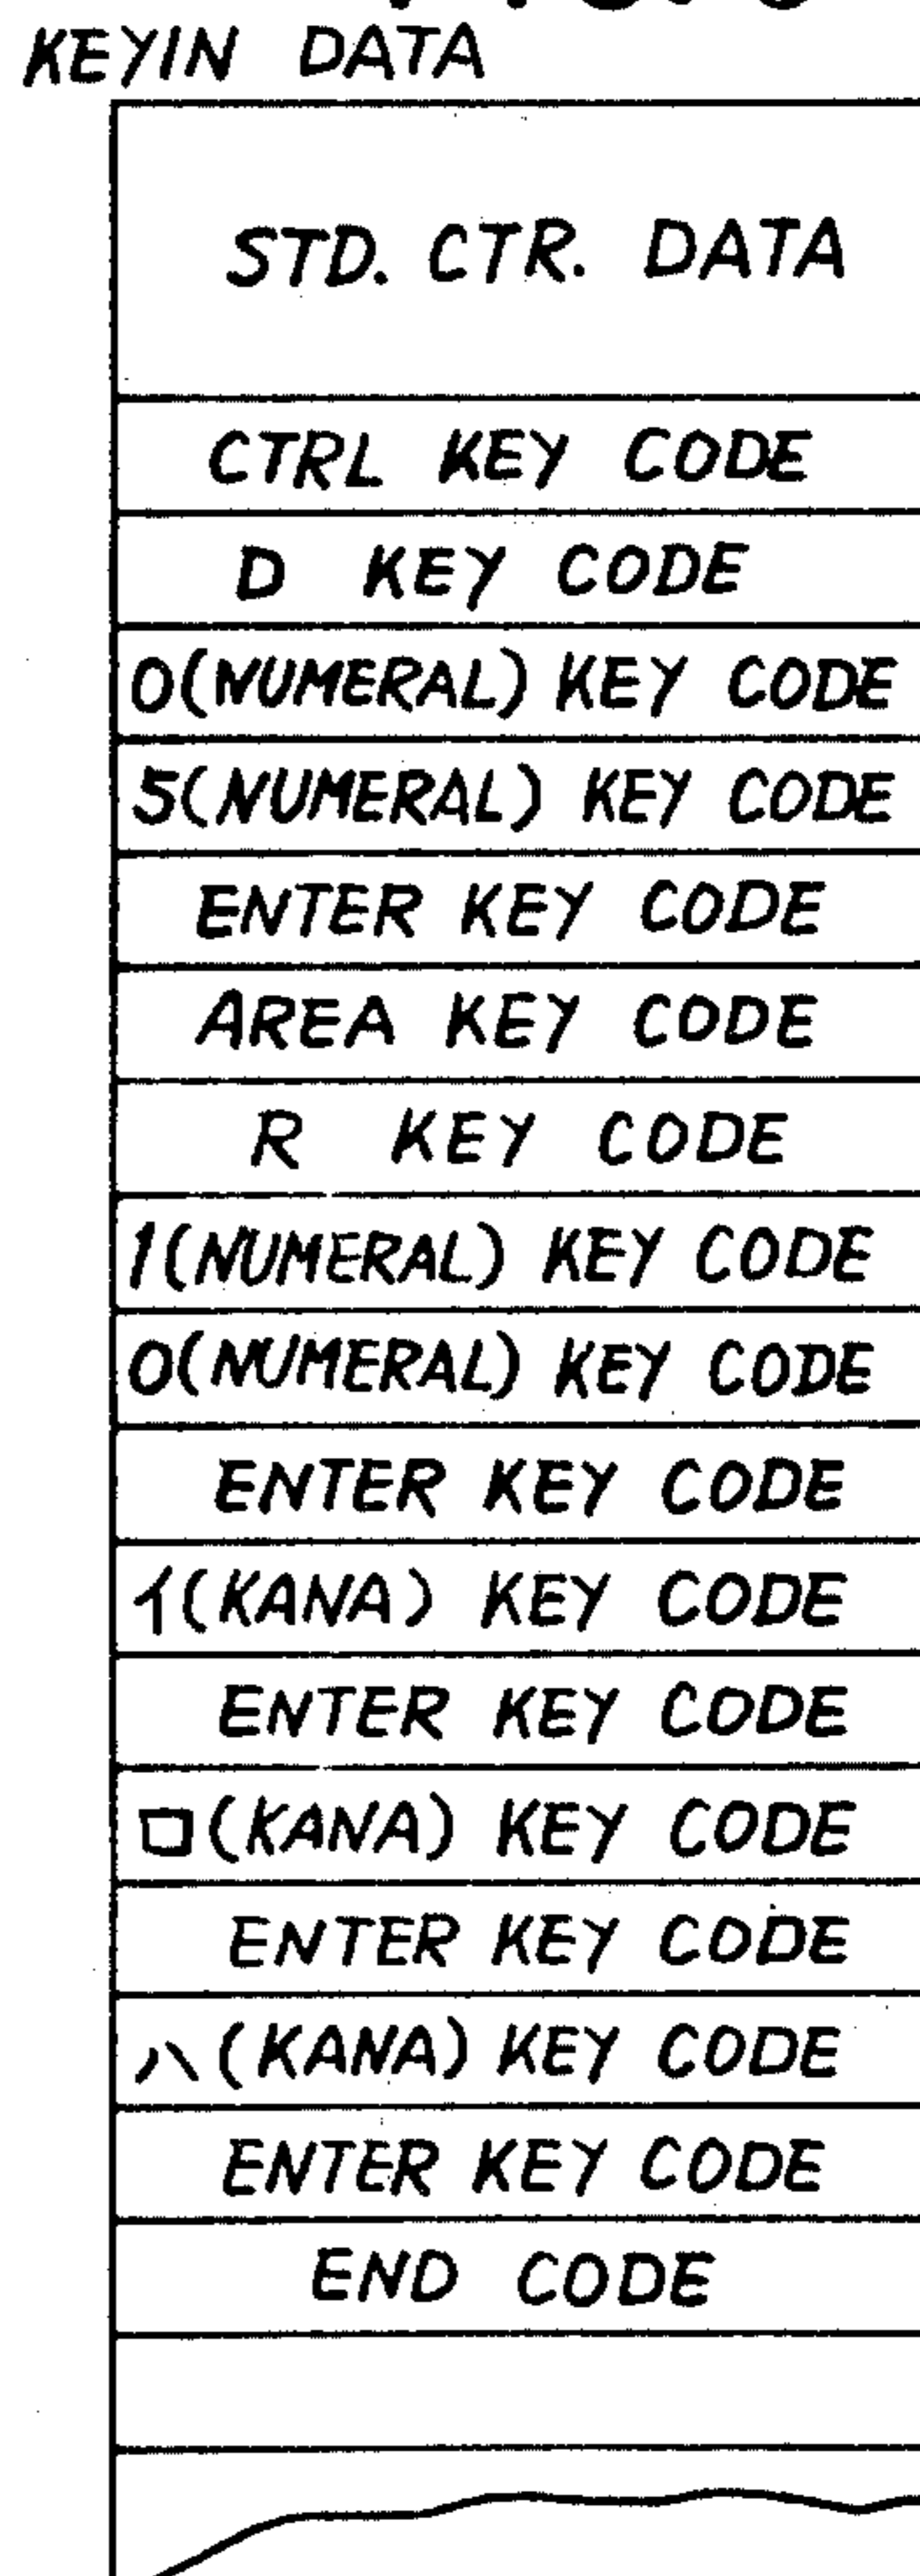 KEYIN DATA
STD. CTR. DATA
CTRL KEY CODE
D KEY CODE
0(NUMERAL) KEY CODE
5(NUMERAL) KEY CODE
ENTER KEY CODE
AREA KEY CODE
R KEY CODE
1(NUMERAL) KEY CODE
0(NUMERAL) KEY CODE
ENTER KEY CODE
イ(KANA) KEY CODE
ENTER KEY CODE
ロ(KANA) KEY CODE
ENTER KEY CODE
ハ(KANA) KEY CODE
ENTER KEY CODE
END CODE